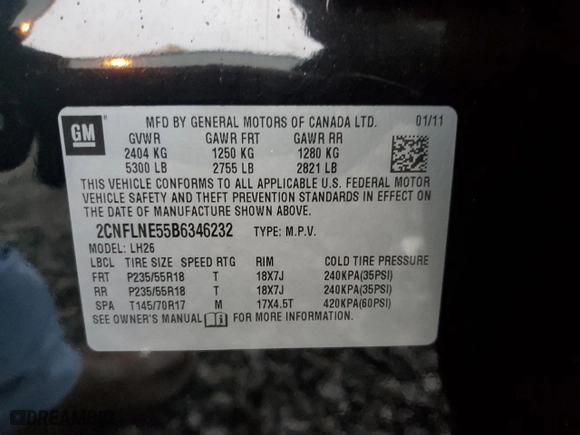 MFD BY GENERAL MOTORS OF CANADA LTD. 01/11
GM
GVWR GAWR FRT GAWR RR
2404 KG 1250 KG 1280 KG
5300 LB 2755 LB 2821 LB
THIS VEHICLE CONFORMS TO ALL APPLICABLE U.S. FEDERAL MOTOR
VEHICLE SAFETY AND THEFT PREVENTION STANDARDS IN EFFECT ON THE
DATE OF MANUFACTURE SHOWN ABOVE.
2CNFLNE55B6346232 TYPE: M.P.V.
MODEL: LH26
LBCL TIRE SIZE SPEED RTG RIM COLD TIRE PRESSURE
FRT P235/55R18 T 18X7J 240KPA(35PSI)
RR P235/55R18 T 18X7J 240KPA(35PSI)
SPA T145/70R17 M 17X4.5T 420KPA(60PSI)
SEE OWNER'S MANUAL FOR MORE INFORMATION.
DREAMBID